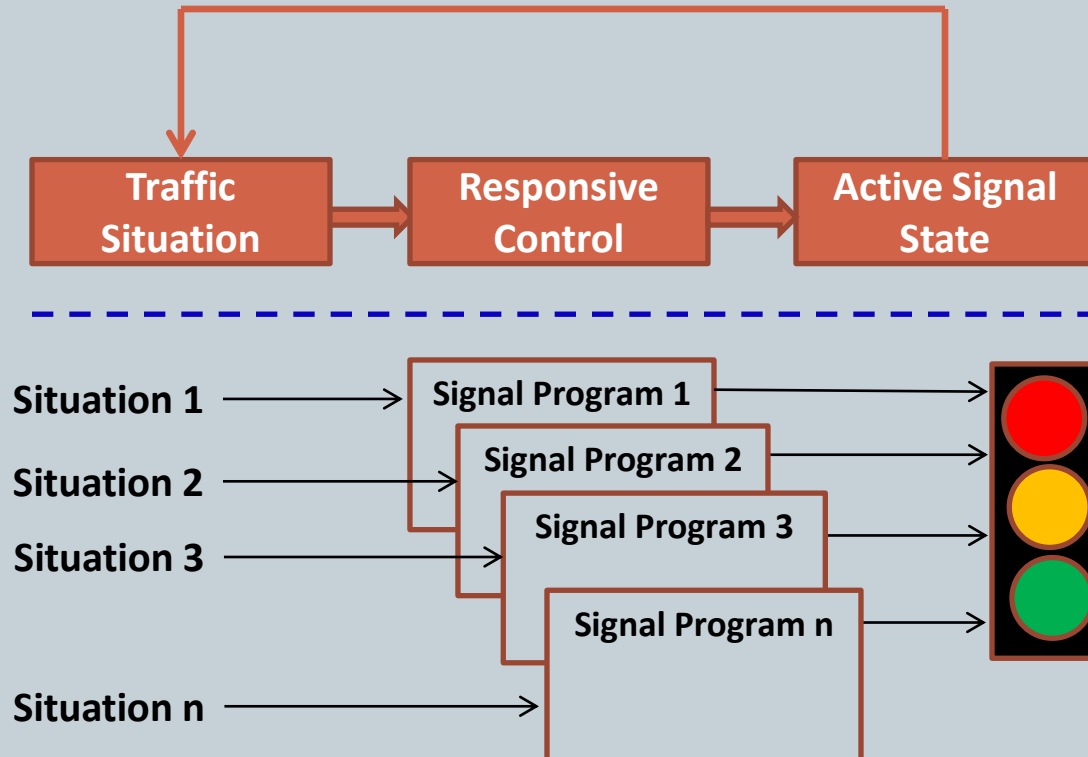 Traffic
Situation
Responsive
Control
Active Signal
State
Situation 1
Signal Program 1
Situation 2
Signal Program 2
Situation 3
Signal Program 3
Situation n
Signal Program n